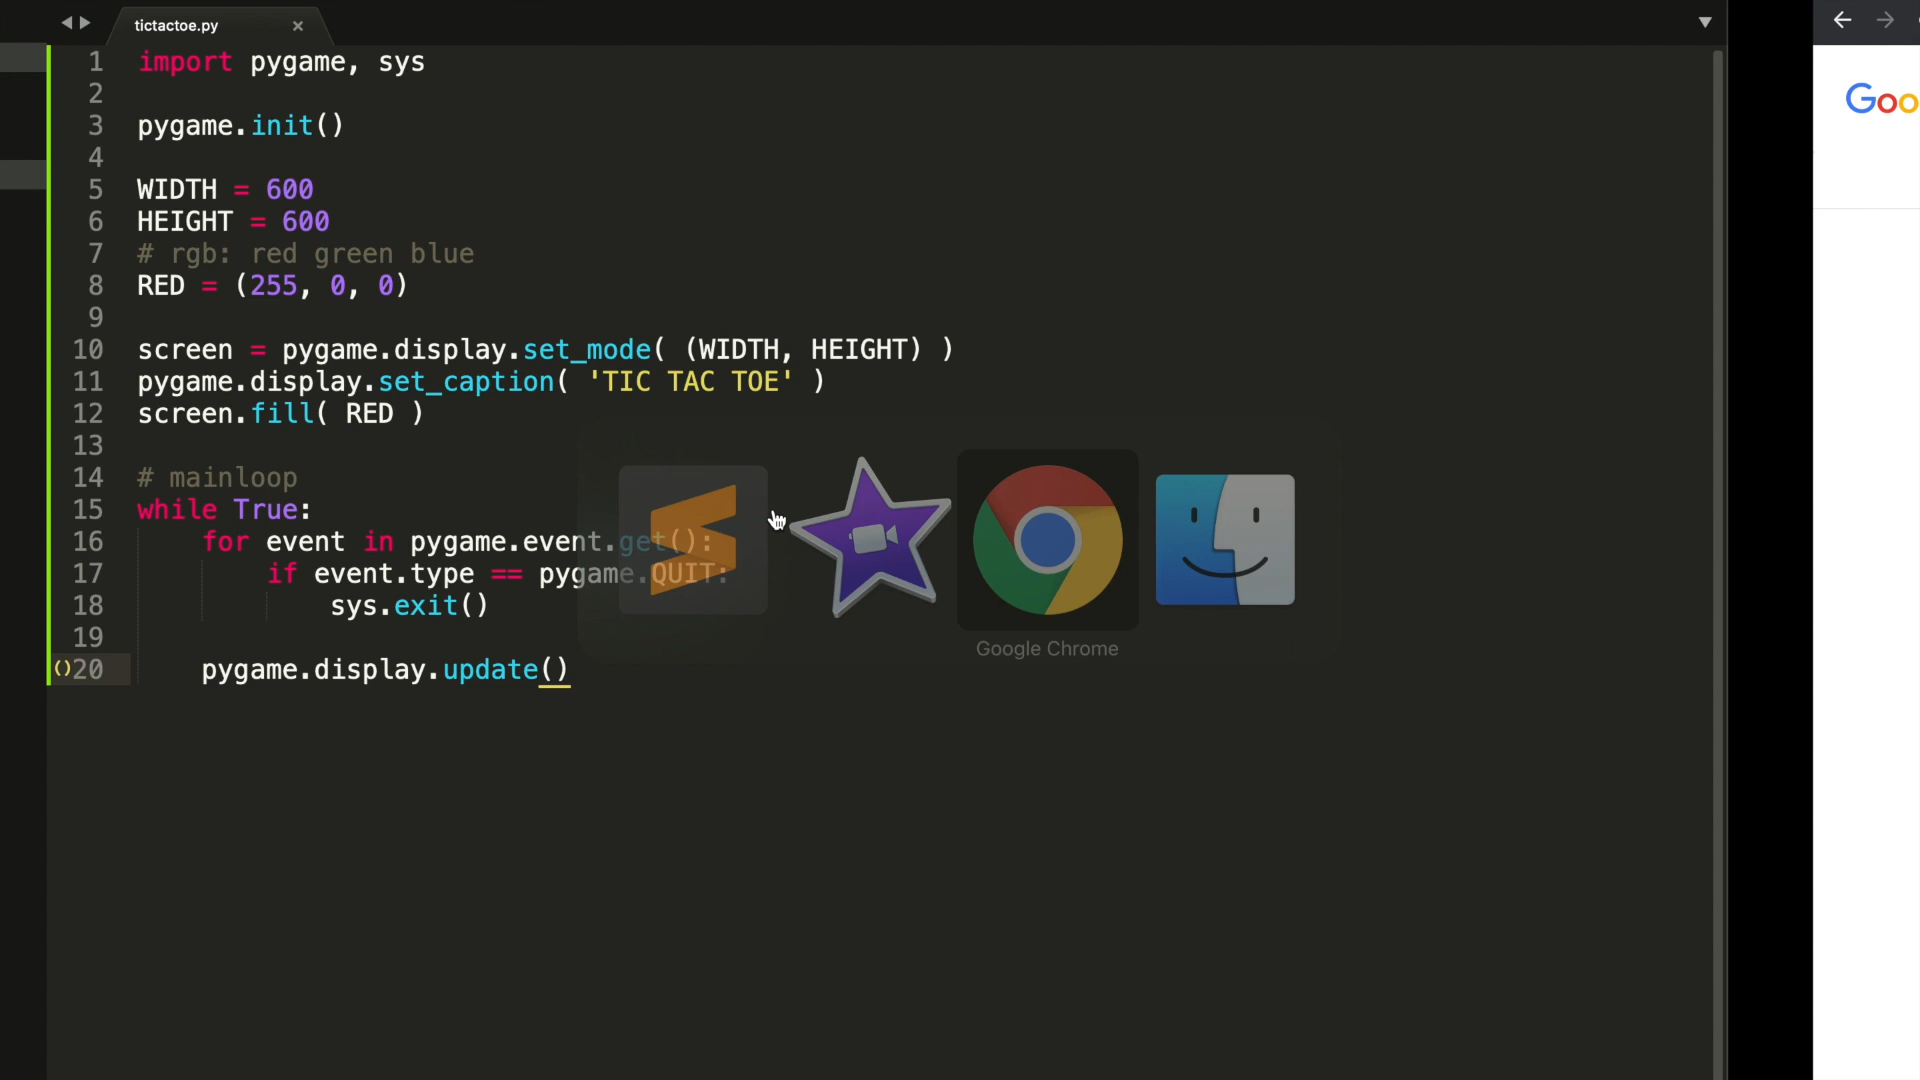 tictactoe.py
1 import pygame, sys
2
3 pygame.init()
4
5 WIDTH = 600
6 HEIGHT = 600
7 # rgb: red green blue
8 RED = (255, 0, 0)
9
10 screen = pygame.display.set_mode( (WIDTH, HEIGHT) )
11 pygame.display.set_caption( 'TIC TAC TOE' )
12 screen.fill( RED )
13
14 # mainloop
15 while True:
16 for event in pygame.event.get():
17 if event.type == pygame.QUIT:
18 sys.exit()
19
20 pygame.display.update()
Google Chrome
Goo